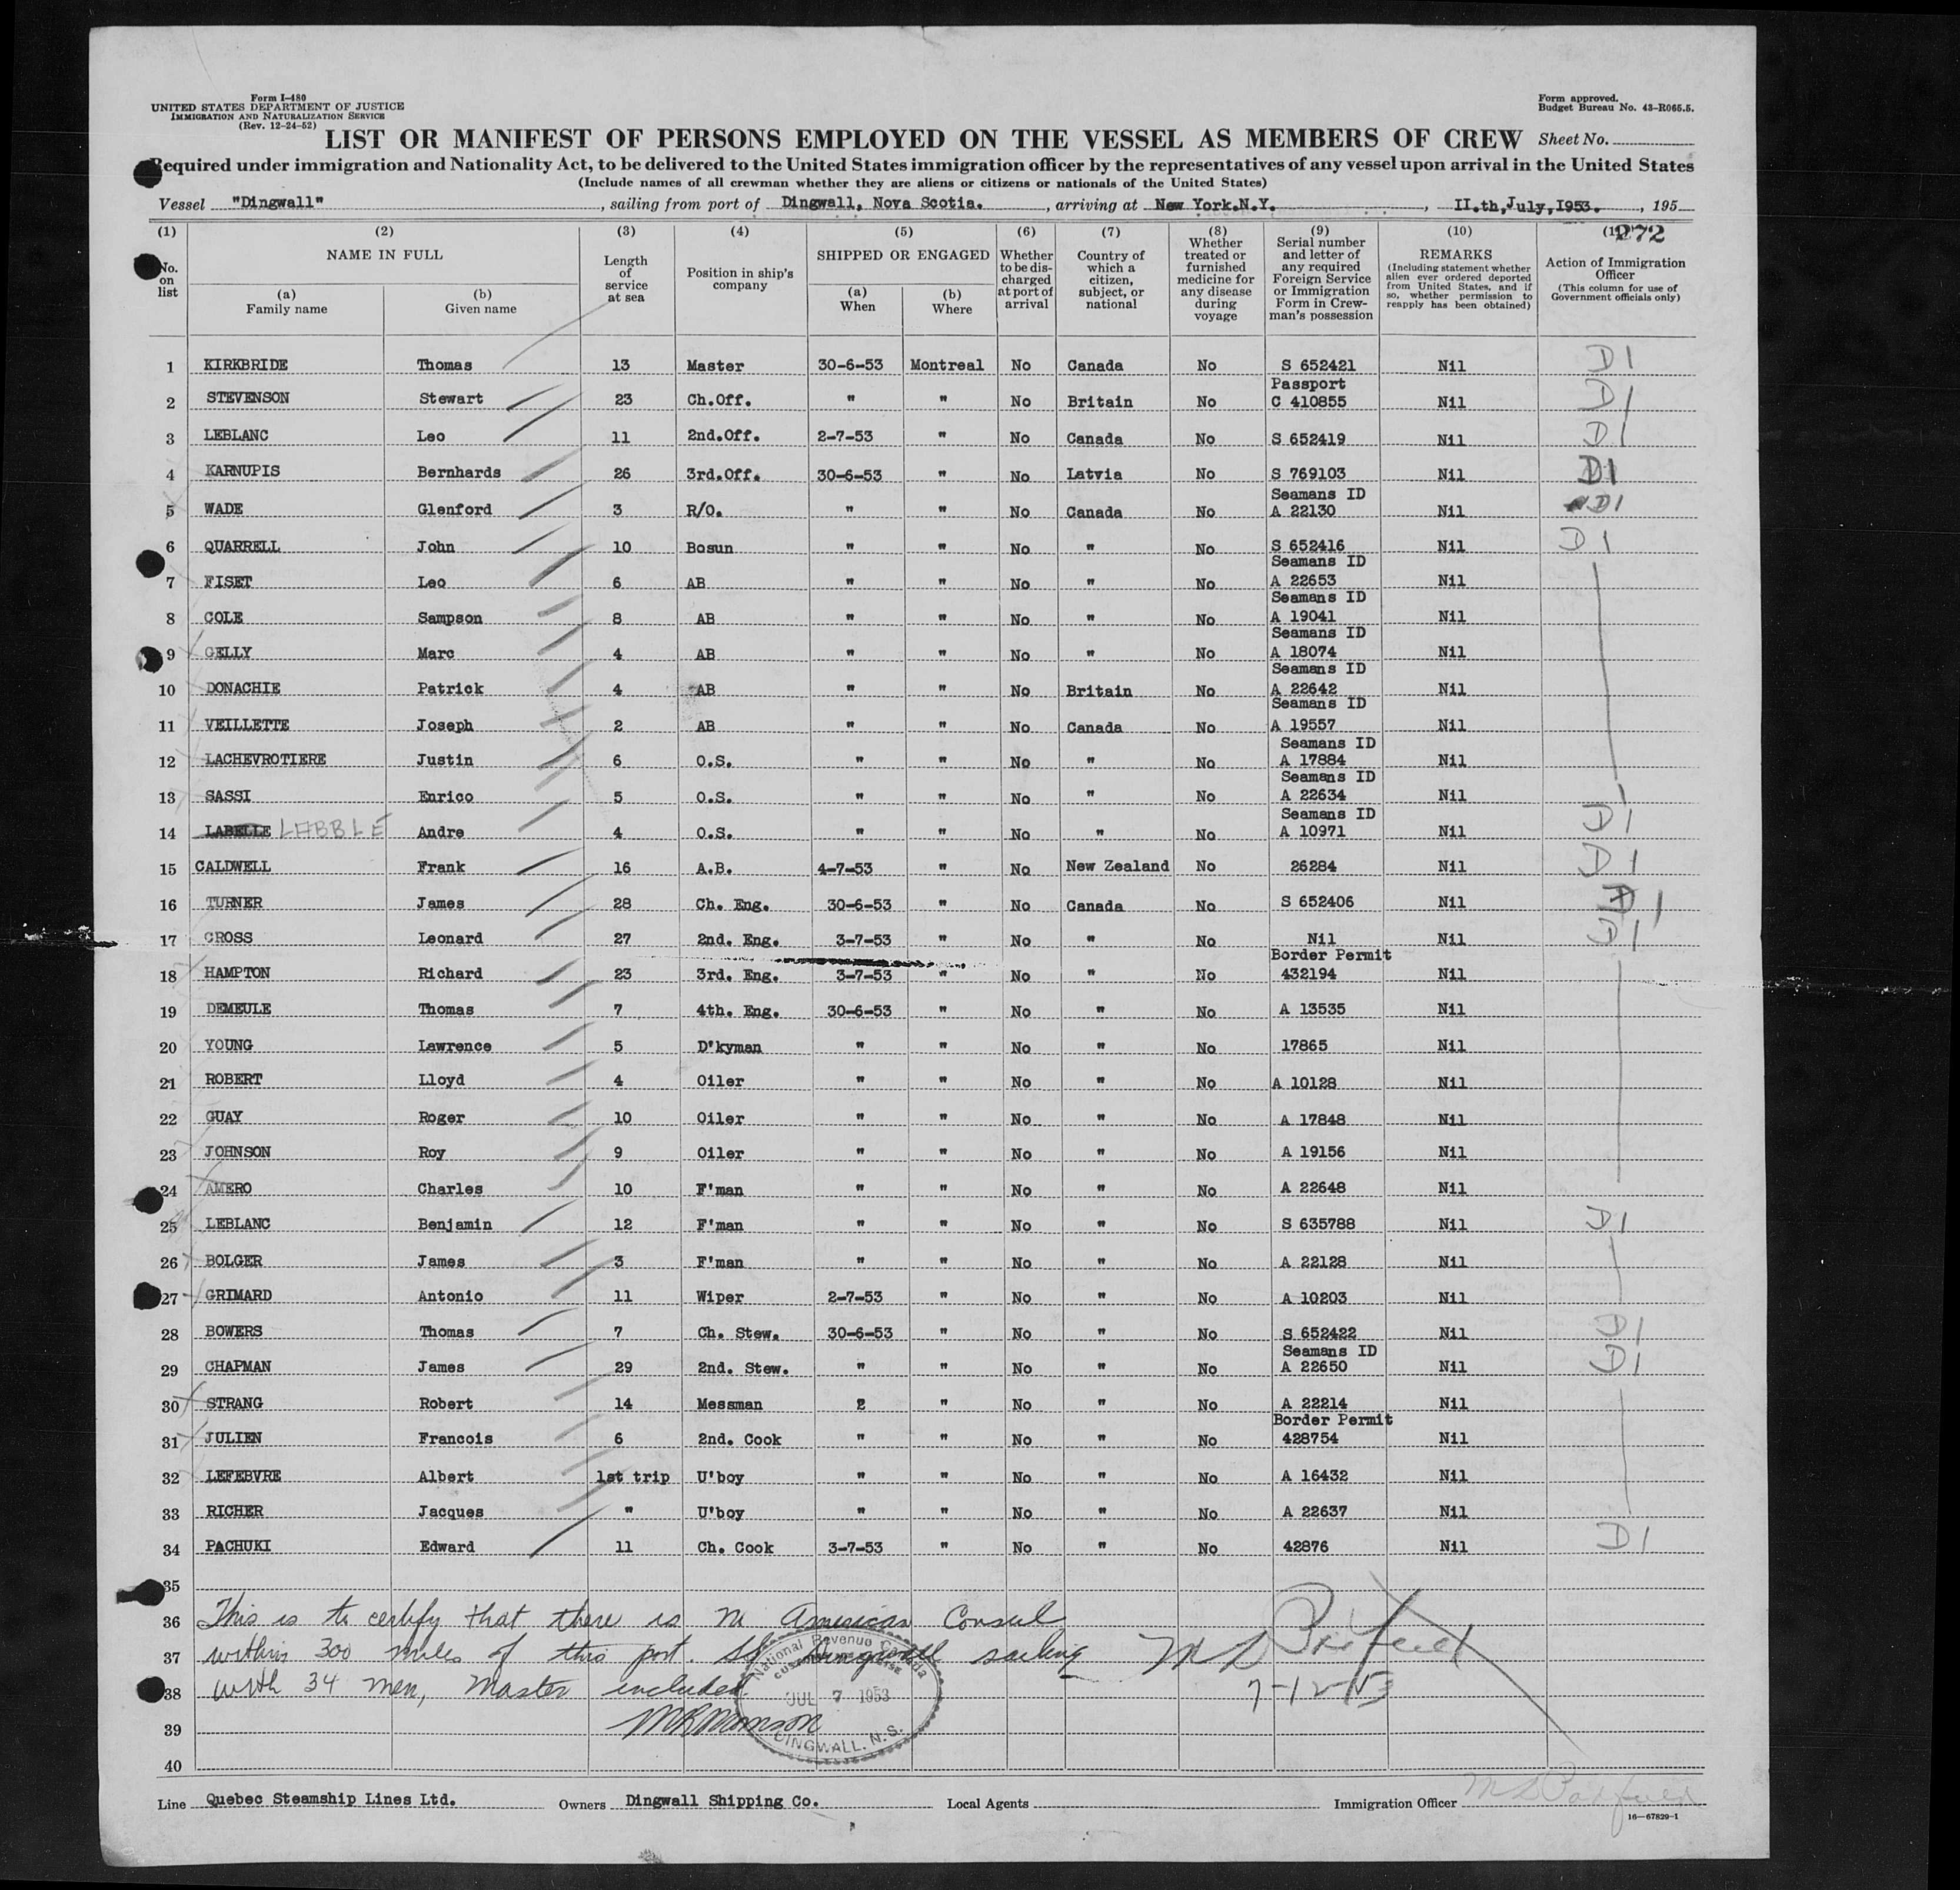 Form I-480
UNITED STATES DEPARTMENT OF JUSTICE
IMMIGRATION AND NATURALIZATION SERVICE
(Rev. 12-24-52)
Form approved.
Budget Bureau No. 43-R065.5.
LIST OR MANIFEST OF PERSONS EMPLOYED ON THE VESSEL AS MEMBERS OF CREW Sheet No.
Required under immigration and Nationality Act, to be delivered to the United States immigration officer by the representatives of any vessel upon arrival in the United States
(Include names of all crewman whether they are aliens or citizens or nationals of the United States)
Vessel "Dingwall", sailing from port of Dingwall, Nova Scotia., arriving at New York.N.Y., II.th,July,I953., 195
272
(1) No. on list
(2) NAME IN FULL (a) Family name (b) Given name
(3) Length of service at sea
(4) Position in ship's company
(5) SHIPPED OR ENGAGED (a) When (b) Where
(6) Whether to be discharged at port of arrival
(7) Country of which a citizen, subject, or national
(8) Whether treated or furnished medicine for any disease during voyage
(9) Serial number and letter of any required Foreign Service or Immigration Form in Crewman's possession
(10) REMARKS (Including statement whether alien ever ordered deported from United States, and if so, whether permission to reapply has been obtained)
(11) Action of Immigration Officer (This column for use of Government officials only)
1 KIRKBRIDE Thomas 13 Master 30-6-53 Montreal No Canada No S 652421 Nil D1
2 STEVENSON Stewart 23 Ch.Off. " " No Britain No Passport C 410855 Nil D1
3 LEBLANC Leo 11 2nd.Off. 2-7-53 " No Canada No S 652419 Nil D1
4 KARNUPIS Bernhards 26 3rd.Off. 30-6-53 " No Latvia No S 769103 Nil D1
5 WADE Glenford 3 R/O. " " No Canada No Seamans ID A 22130 Nil D1
6 QUARRELL John 10 Bosun " " No " No S 652416 Nil D1
7 FISET Leo 6 AB " " No " No Seamans ID A 22653 Nil
8 COLE Sampson 8 AB " " No " No Seamans ID A 19041 Nil
9 GELLY Marc 4 AB " " No " No Seamans ID A 18074 Nil
10 DONACHIE Patrick 4 AB " " No Britain No Seamans ID A 22642 Nil
11 VEILLETTE Joseph 2 AB " " No Canada No Seamans ID A 19557 Nil
12 LACHEVROTIERE Justin 6 O.S. " " No " No Seamans ID A 17884 Nil
13 SASSI Enrico 5 O.S. " " No " No Seamans ID A 22634 Nil
14 LABELLE LABBLE Andre 4 O.S. " " No " No Seamans ID A 10971 Nil D1
15 CALDWELL Frank 16 A.B. 4-7-53 " No New Zealand No 26284 Nil D1
16 TURNER James 28 Ch. Eng. 30-6-53 " No Canada No S 652406 Nil D1
17 CROSS Leonard 27 2nd. Eng. 3-7-53 " No " No Nil Nil D1
18 HAMPTON Richard 23 3rd. Eng. 3-7-53 " No " No Border Permit 432194 Nil
19 DEMEULE Thomas 7 4th. Eng. 30-6-53 " No " No A 13535 Nil
20 YOUNG Lawrence 5 D'kyman " " No " No 17865 Nil
21 ROBERT Lloyd 4 Oiler " " No " No A 10128 Nil
22 GUAY Roger 10 Oiler " " No " No A 17848 Nil
23 JOHNSON Roy 9 Oiler " " No " No A 19156 Nil
24 AMERO Charles 10 F'man " " No " No A 22648 Nil
25 LEBLANC Benjamin 12 F'man " " No " No S 635788 Nil D1
26 BOLGER James 3 F'man " " No " No A 22128 Nil
27 GRIMARD Antonio 11 Wiper 2-7-53 " No " No A 10203 Nil
28 BOWERS Thomas 7 Ch. Stew. 30-6-53 " No " No S 652422 Nil D1
29 CHAPMAN James 29 2nd. Stew. " " No " No Seamans ID A 22650 Nil D1
30 STRANG Robert 14 Messman " " No " No A 22214 Nil
31 JULIEN Francois 6 2nd. Cook " " No " No Border Permit 428754 Nil
32 LEFEBVRE Albert 1st trip U'boy " " No " No A 16432 Nil
33 RICHER Jacques " U'boy " " No " No A 22637 Nil
34 PACHUKI Edward 11 Ch. Cook 3-7-53 " No " No 42876 Nil D1
35
36 This is to certify that there is no American Consul
37 within 300 miles of this port. SS Dingwall sailing
38 with 34 men, Master included.
7-12-53
39
40
National Revenue Canada
JUL 7 1953
DINGWALL, N.S.
Line Quebec Steamship Lines Ltd. Owners Dingwall Shipping Co. Local Agents Immigration Officer
16-67829-1